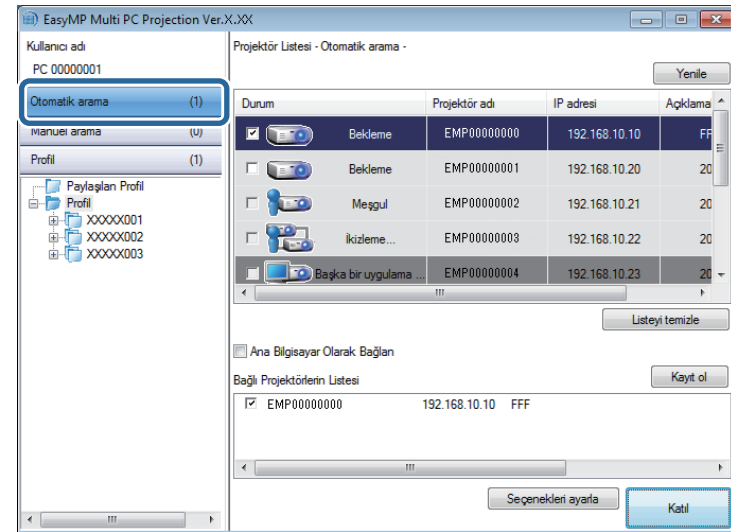 EasyMP Multi PC Projection Ver.X.XX
Kullanıcı adı
PC 00000001
Otomatik arama (1)
Manuel arama (0)
Profil (1)
Paylaşılan Profil
Profil
XXXXX001
XXXXX002
XXXXX003
Projektör Listesi - Otomatik arama -
Yenile
Durum Projektör adı IP adresi Açıklama
Bekleme EMP00000000 192.168.10.10 FF
Bekleme EMP00000001 192.168.10.20 20
Meşgul EMP00000002 192.168.10.21 20
İkizleme... EMP00000003 192.168.10.22 20
Başka bir uygulama ... EMP00000004 192.168.10.23 20
Listeyi temizle
Ana Bilgisayar Olarak Bağlan
Bağlı Projektörlerin Listesi
Kayıt ol
EMP00000000 192.168.10.10 FFF
Seçenekleri ayarla
Katıl